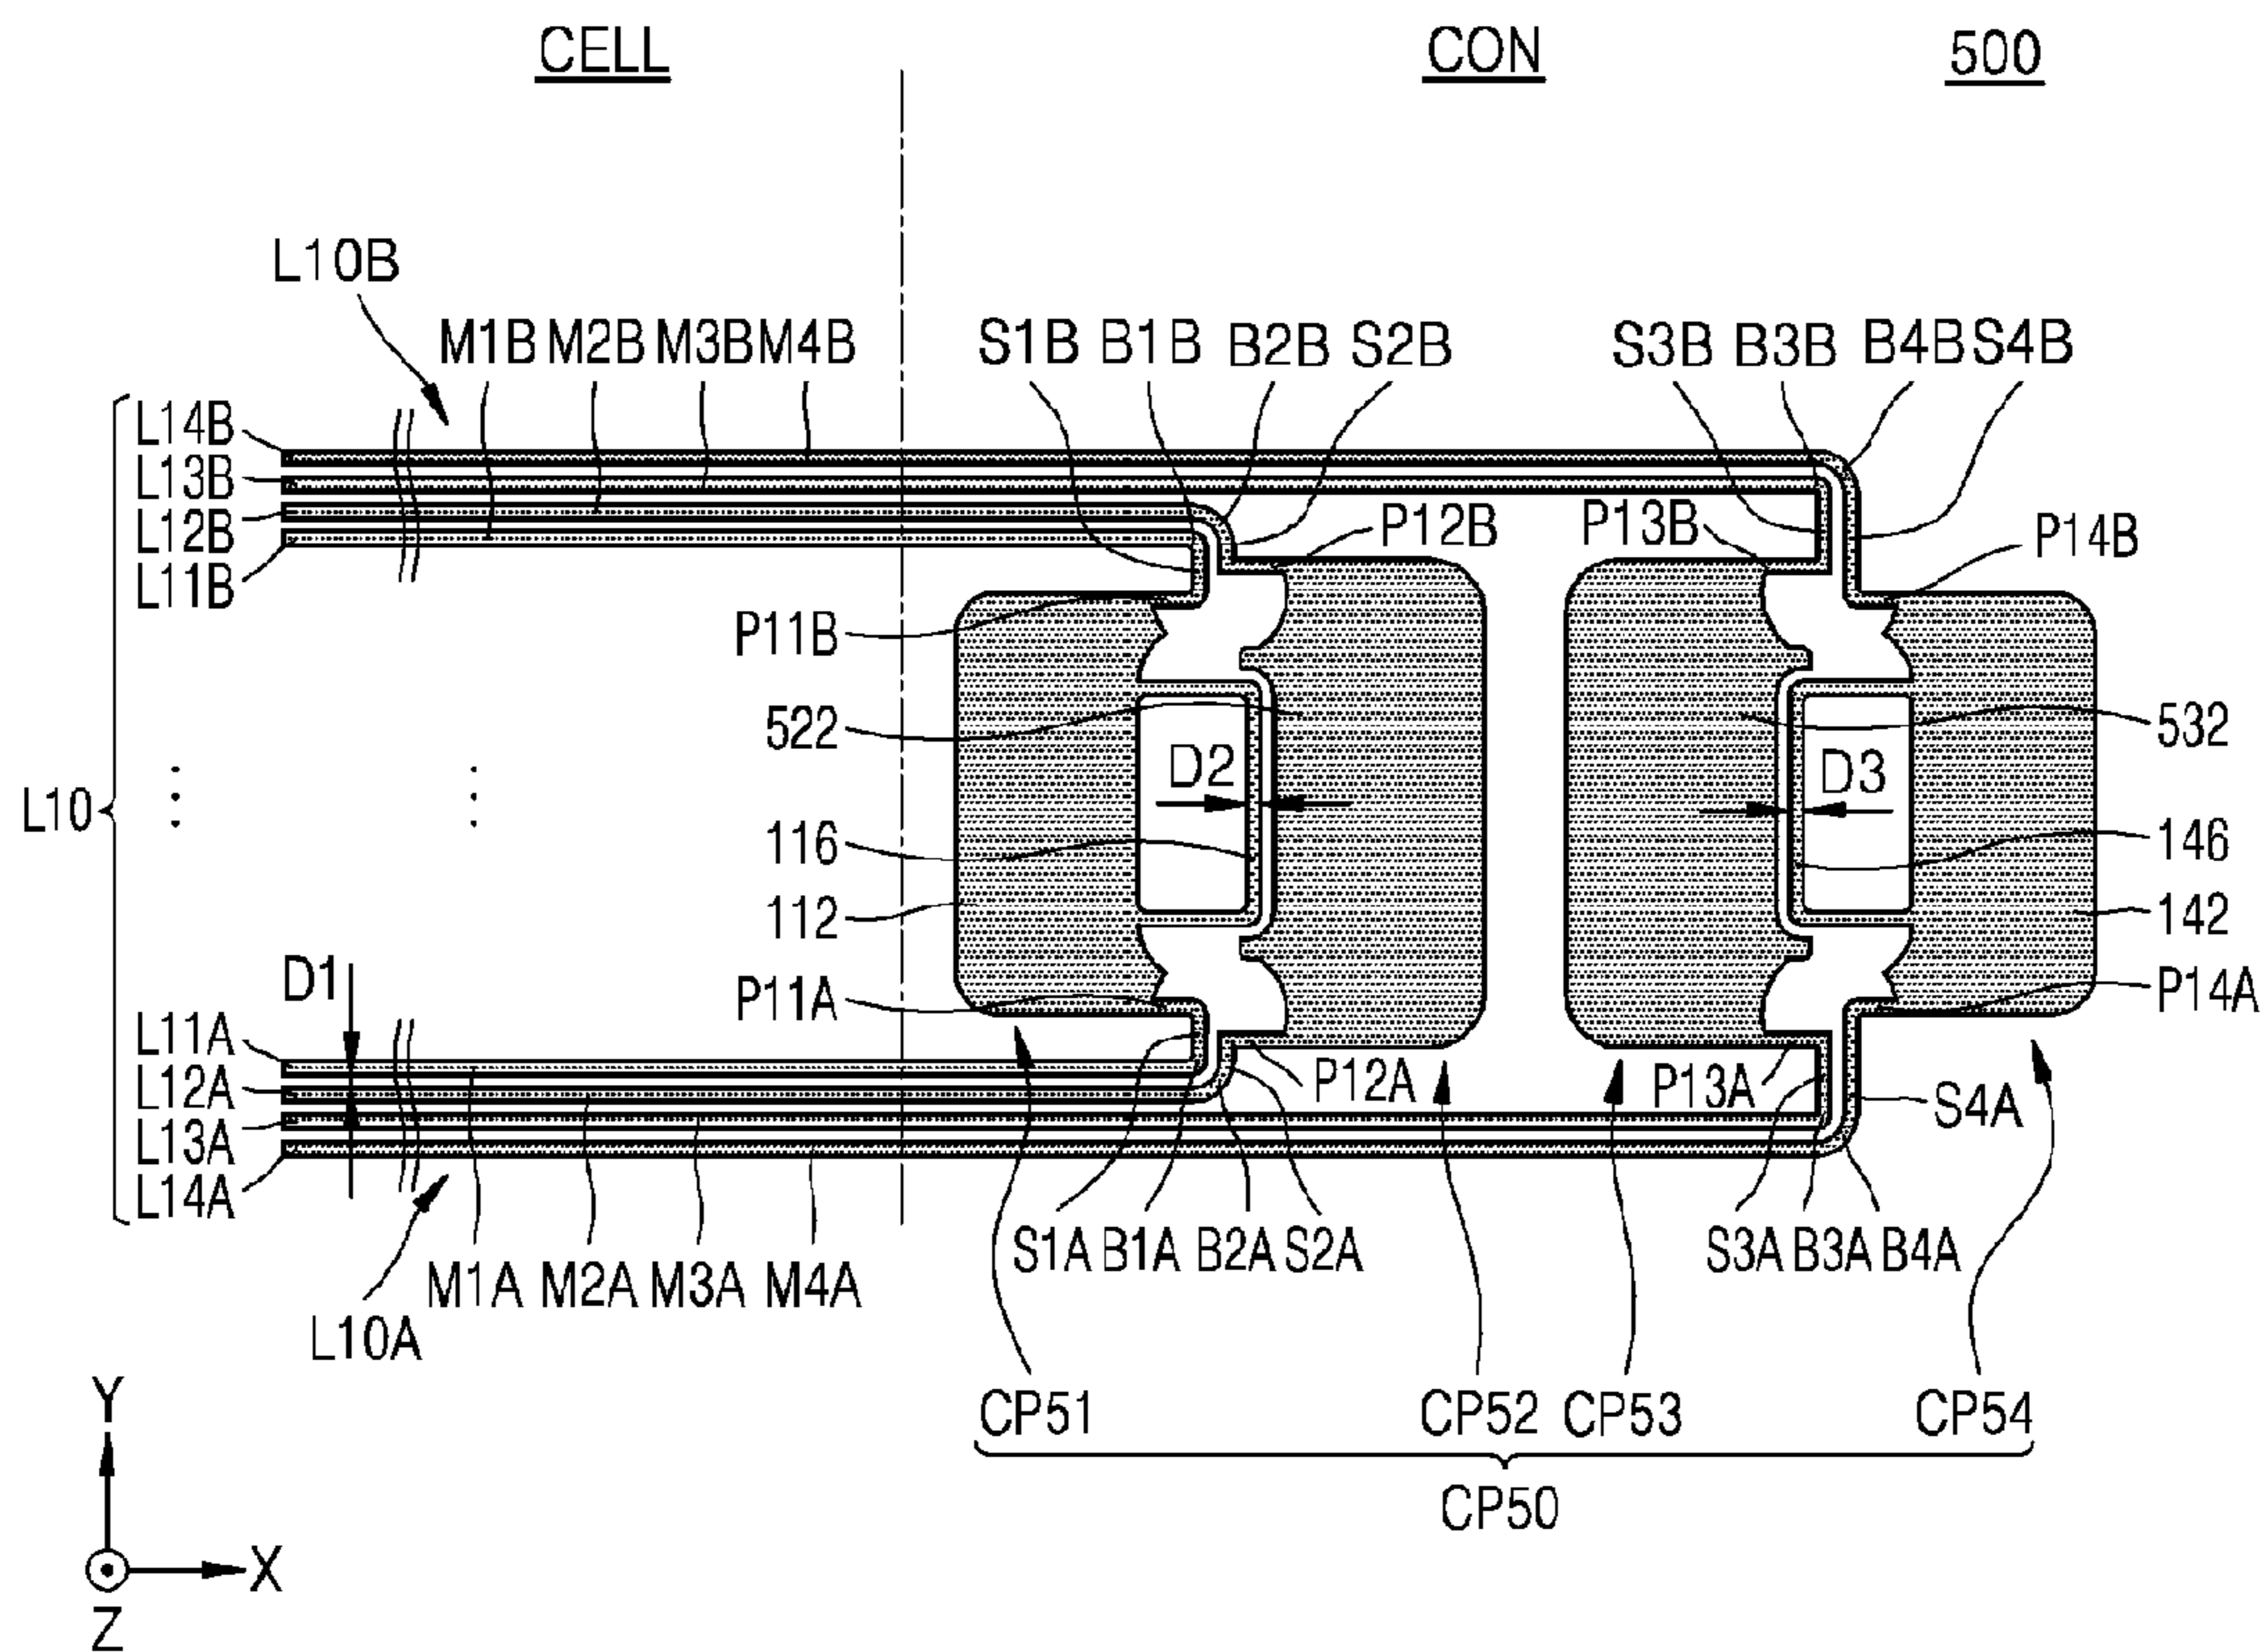 CELL CON 500
L10B
M1B M2B M3B M4B S1B B1B B2B S2B S3B B3B B4B S4B
L14B
L13B
L12B
L11B
P12B P13B P14B
P11B
522 532
D2 D3
L10
116 146
112 142
D1
P11A P14A
L11A
L12A
L13A
L14A
P12A P13A
S4A
S1A B1A B2A S2A S3A B3A B4A
M1A M2A M3A M4A
L10A
CP51 CP52 CP53 CP54
CP50
Y
X
Z